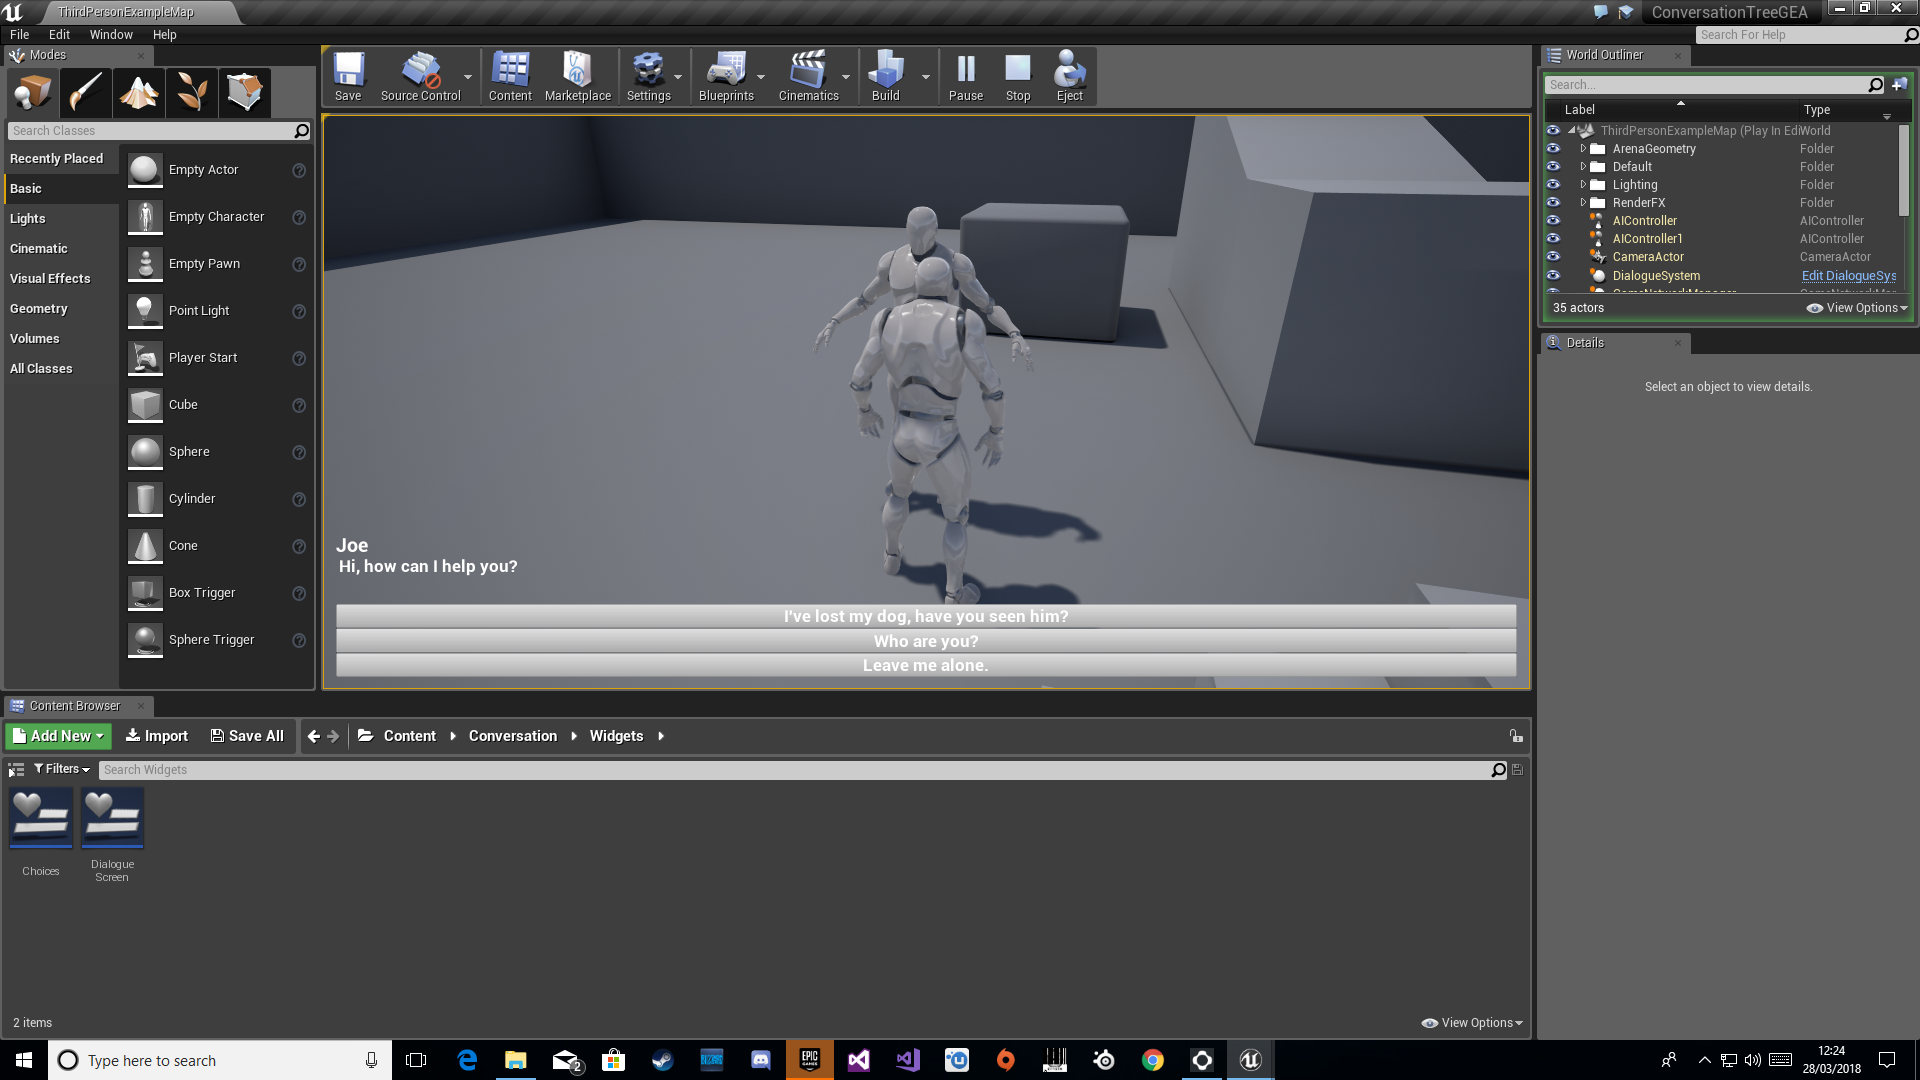 ThirdPersonExampleMap
ConversationTreeGEA
File Edit Window Help
Search For Help
Modes
Search Classes
Recently Placed
Basic
Lights
Cinematic
Visual Effects
Geometry
Volumes
All Classes
Empty Actor
Empty Character
Empty Pawn
Point Light
Player Start
Cube
Sphere
Cylinder
Cone
Box Trigger
Sphere Trigger
Save
Source Control
Content
Marketplace
Settings
Blueprints
Cinematics
Build
Pause
Stop
Eject
Joe
Hi, how can I help you?
I've lost my dog, have you seen him?
Who are you?
Leave me alone.
World Outliner
Search...
Label Type
ThirdPersonExampleMap (Play In Edi World
ArenaGeometry Folder
Default Folder
Lighting Folder
RenderFX Folder
AIController AIController
AIController1 AIController
CameraActor CameraActor
DialogueSystem Edit DialogueSys
35 actors View Options
Details
Select an object to view details.
Content Browser
Add New Import Save All Content Conversation Widgets
Filters Search Widgets
Choices
Dialogue
Screen
2 items View Options
Type here to search
EPIC
GAMES
2
12:24
28/03/2018